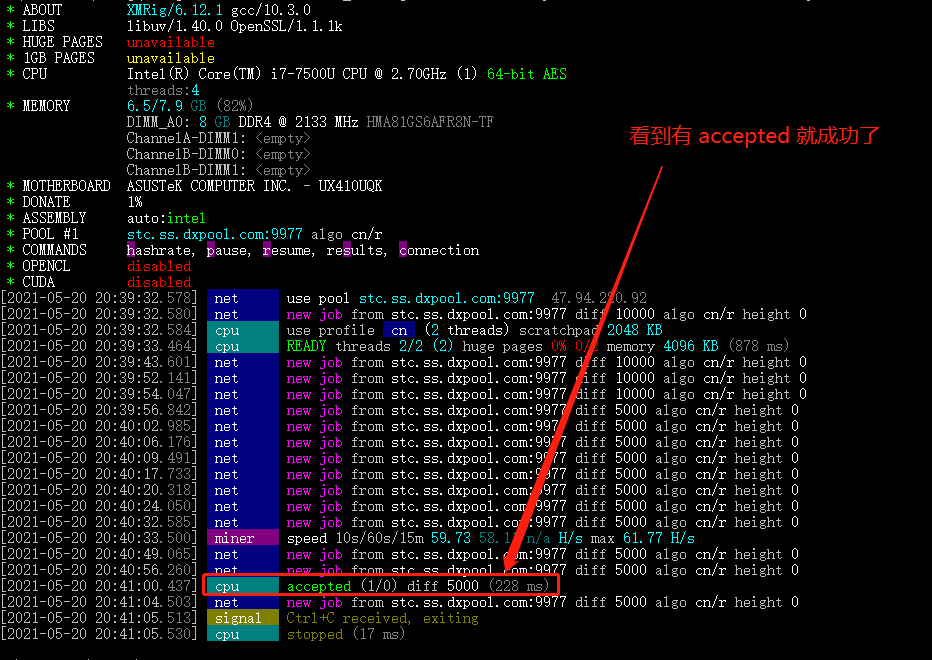 * ABOUT XMRig/6.12.1 gcc/10.3.0
* LIBS libuv/1.40.0 OpenSSL/1.1.1k
* HUGE PAGES unavailable
* 1GB PAGES unavailable
* CPU Intel(R) Core(TM) i7-7500U CPU @ 2.70GHz (1) 64-bit AES
threads:4
* MEMORY 6.5/7.9 GB (82%)
DIMM_A0: 8 GB DDR4 @ 2133 MHz HMA81GS6AFR8N-TF
ChannelA-DIMM1: <empty>
ChannelB-DIMM0: <empty>
ChannelB-DIMM1: <empty>
看到有 accepted 就成功了
* MOTHERBOARD ASUSTeK COMPUTER INC. - UX410UQK
* DONATE 1%
* ASSEMBLY auto:intel
* POOL #1 stc.ss.dxpool.com:9977 algo cn/r
* COMMANDS hashrate, pause, resume, results, connection
* OPENCL disabled
* CUDA disabled
[2021-05-20 20:39:32.578] net use pool stc.ss.dxpool.com:9977 47.94.220.92
[2021-05-20 20:39:32.580] net new job from stc.ss.dxpool.com:9977 diff 10000 algo cn/r height 0
[2021-05-20 20:39:32.584] cpu use profile cn (2 threads) scratchpad 2048 KB
[2021-05-20 20:39:33.464] cpu READY threads 2/2 (2) huge pages 0% 0/2 memory 4096 KB (878 ms)
[2021-05-20 20:39:43.601] net new job from stc.ss.dxpool.com:9977 diff 10000 algo cn/r height 0
[2021-05-20 20:39:52.141] net new job from stc.ss.dxpool.com:9977 diff 10000 algo cn/r height 0
[2021-05-20 20:39:54.047] net new job from stc.ss.dxpool.com:9977 diff 10000 algo cn/r height 0
[2021-05-20 20:39:56.842] net new job from stc.ss.dxpool.com:9977 diff 5000 algo cn/r height 0
[2021-05-20 20:40:02.985] net new job from stc.ss.dxpool.com:9977 diff 5000 algo cn/r height 0
[2021-05-20 20:40:06.176] net new job from stc.ss.dxpool.com:9977 diff 5000 algo cn/r height 0
[2021-05-20 20:40:09.491] net new job from stc.ss.dxpool.com:9977 diff 5000 algo cn/r height 0
[2021-05-20 20:40:17.733] net new job from stc.ss.dxpool.com:9977 diff 5000 algo cn/r height 0
[2021-05-20 20:40:20.318] net new job from stc.ss.dxpool.com:9977 diff 5000 algo cn/r height 0
[2021-05-20 20:40:24.050] net new job from stc.ss.dxpool.com:9977 diff 5000 algo cn/r height 0
[2021-05-20 20:40:32.585] net new job from stc.ss.dxpool.com:9977 diff 5000 algo cn/r height 0
[2021-05-20 20:40:33.500] miner speed 10s/60s/15m 59.73 n/a H/s max 61.77 H/s
[2021-05-20 20:40:49.065] net new job from stc.ss.dxpool.com:9977 diff 5000 algo cn/r height 0
[2021-05-20 20:40:56.260] net new job from stc.ss.dxpool.com:9977 diff 5000 algo cn/r height 0
[2021-05-20 20:41:00.437] cpu accepted (1/0) diff 5000 (228 ms)
[2021-05-20 20:41:04.503] net new job from stc.ss.dxpool.com:9977 diff 5000 algo cn/r height 0
[2021-05-20 20:41:05.513] signal Ctrl+C received, exiting
[2021-05-20 20:41:05.530] cpu stopped (17 ms)